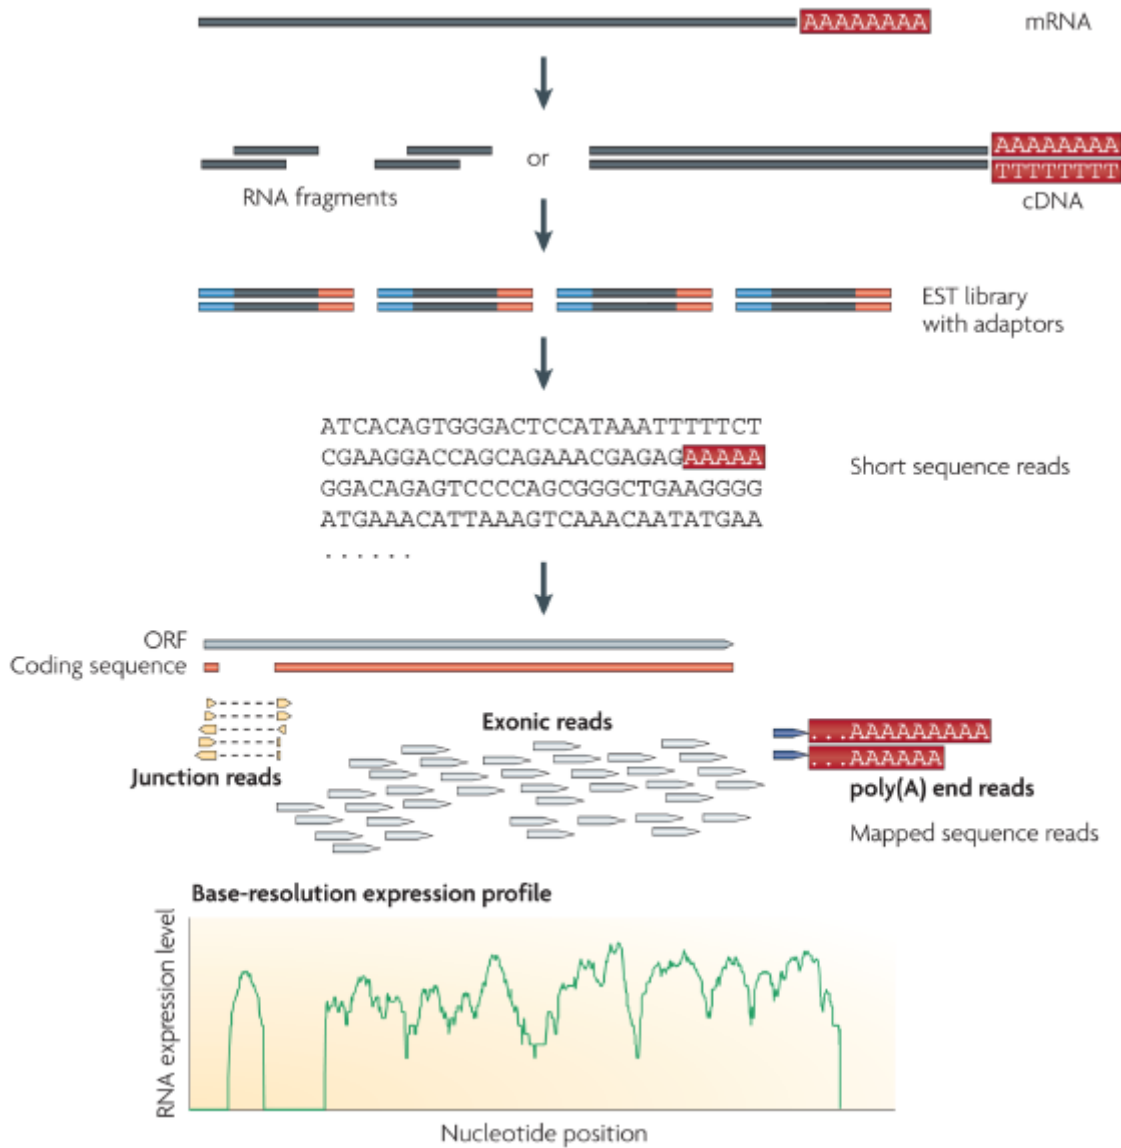 AAAAAAAA mRNA
or
AAAAAAAA
TTTTTTTT
RNA fragments
cDNA
EST library
with adaptors
ATCACAGTGGGACTCCATAAATTTTTCT
CGAAGGACCAGCAGAAACGAGAGAAAAA
GGACAGAGTCCCCAGCGGGCTGAAGGGG
ATGAAACATTAAAGTCAAACAATATGAA
......
Short sequence reads
ORF
Coding sequence
Exonic reads
...AAAAAAAAA
...AAAAAA
Junction reads
poly(A) end reads
Mapped sequence reads
Base-resolution expression profile
RNA expression level
Nucleotide position